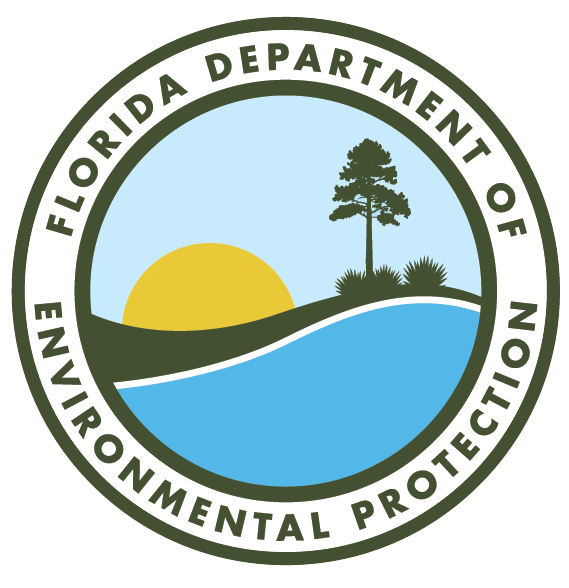 FLORIDA DEPARTMENT OF
ENVIRONMENTAL PROTECTION